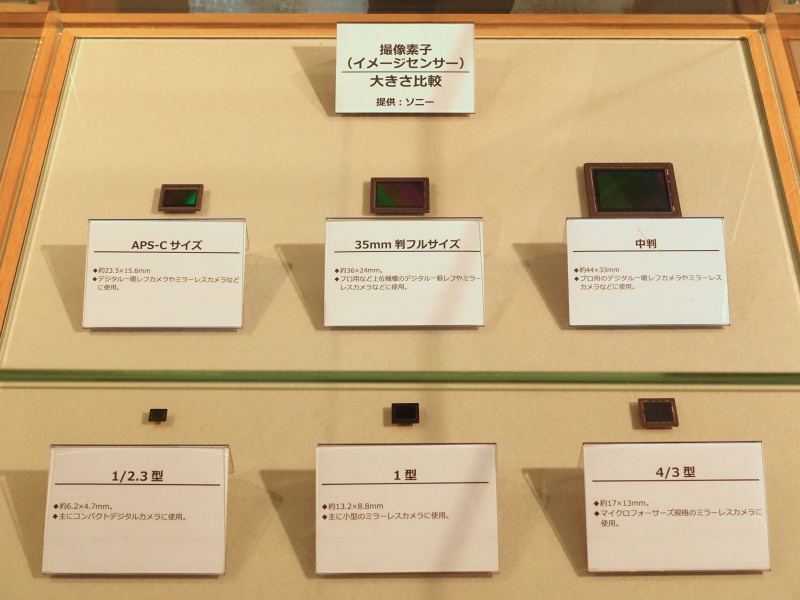 撮像素子
（イメージセンサー）
大きさ比較
提供：ソニー
APS-C サイズ
◆約23.5×15.6mm
◆デジタル一眼レフカメラやミラーレスカメラなど
に使用。
35mm 判フルサイズ
◆約36×24mm。
◆プロ用など上位機種のデジタル一眼レフやミラー
レスカメラなどに使用。
中判
◆約44×33mm
◆プロ用のデジタル一眼レフカメラやミラーレス
カメラなどに使用。
1/2.3 型
◆約6.2×4.7mm。
◆主にコンパクトデジタルカメラに使用。
1 型
◆約13.2×8.8mm
◆主に小型のミラーレスカメラに使用。
4/3 型
◆約17×13mm。
◆マイクロフォーサーズ規格のミラーレスカメラに
使用。